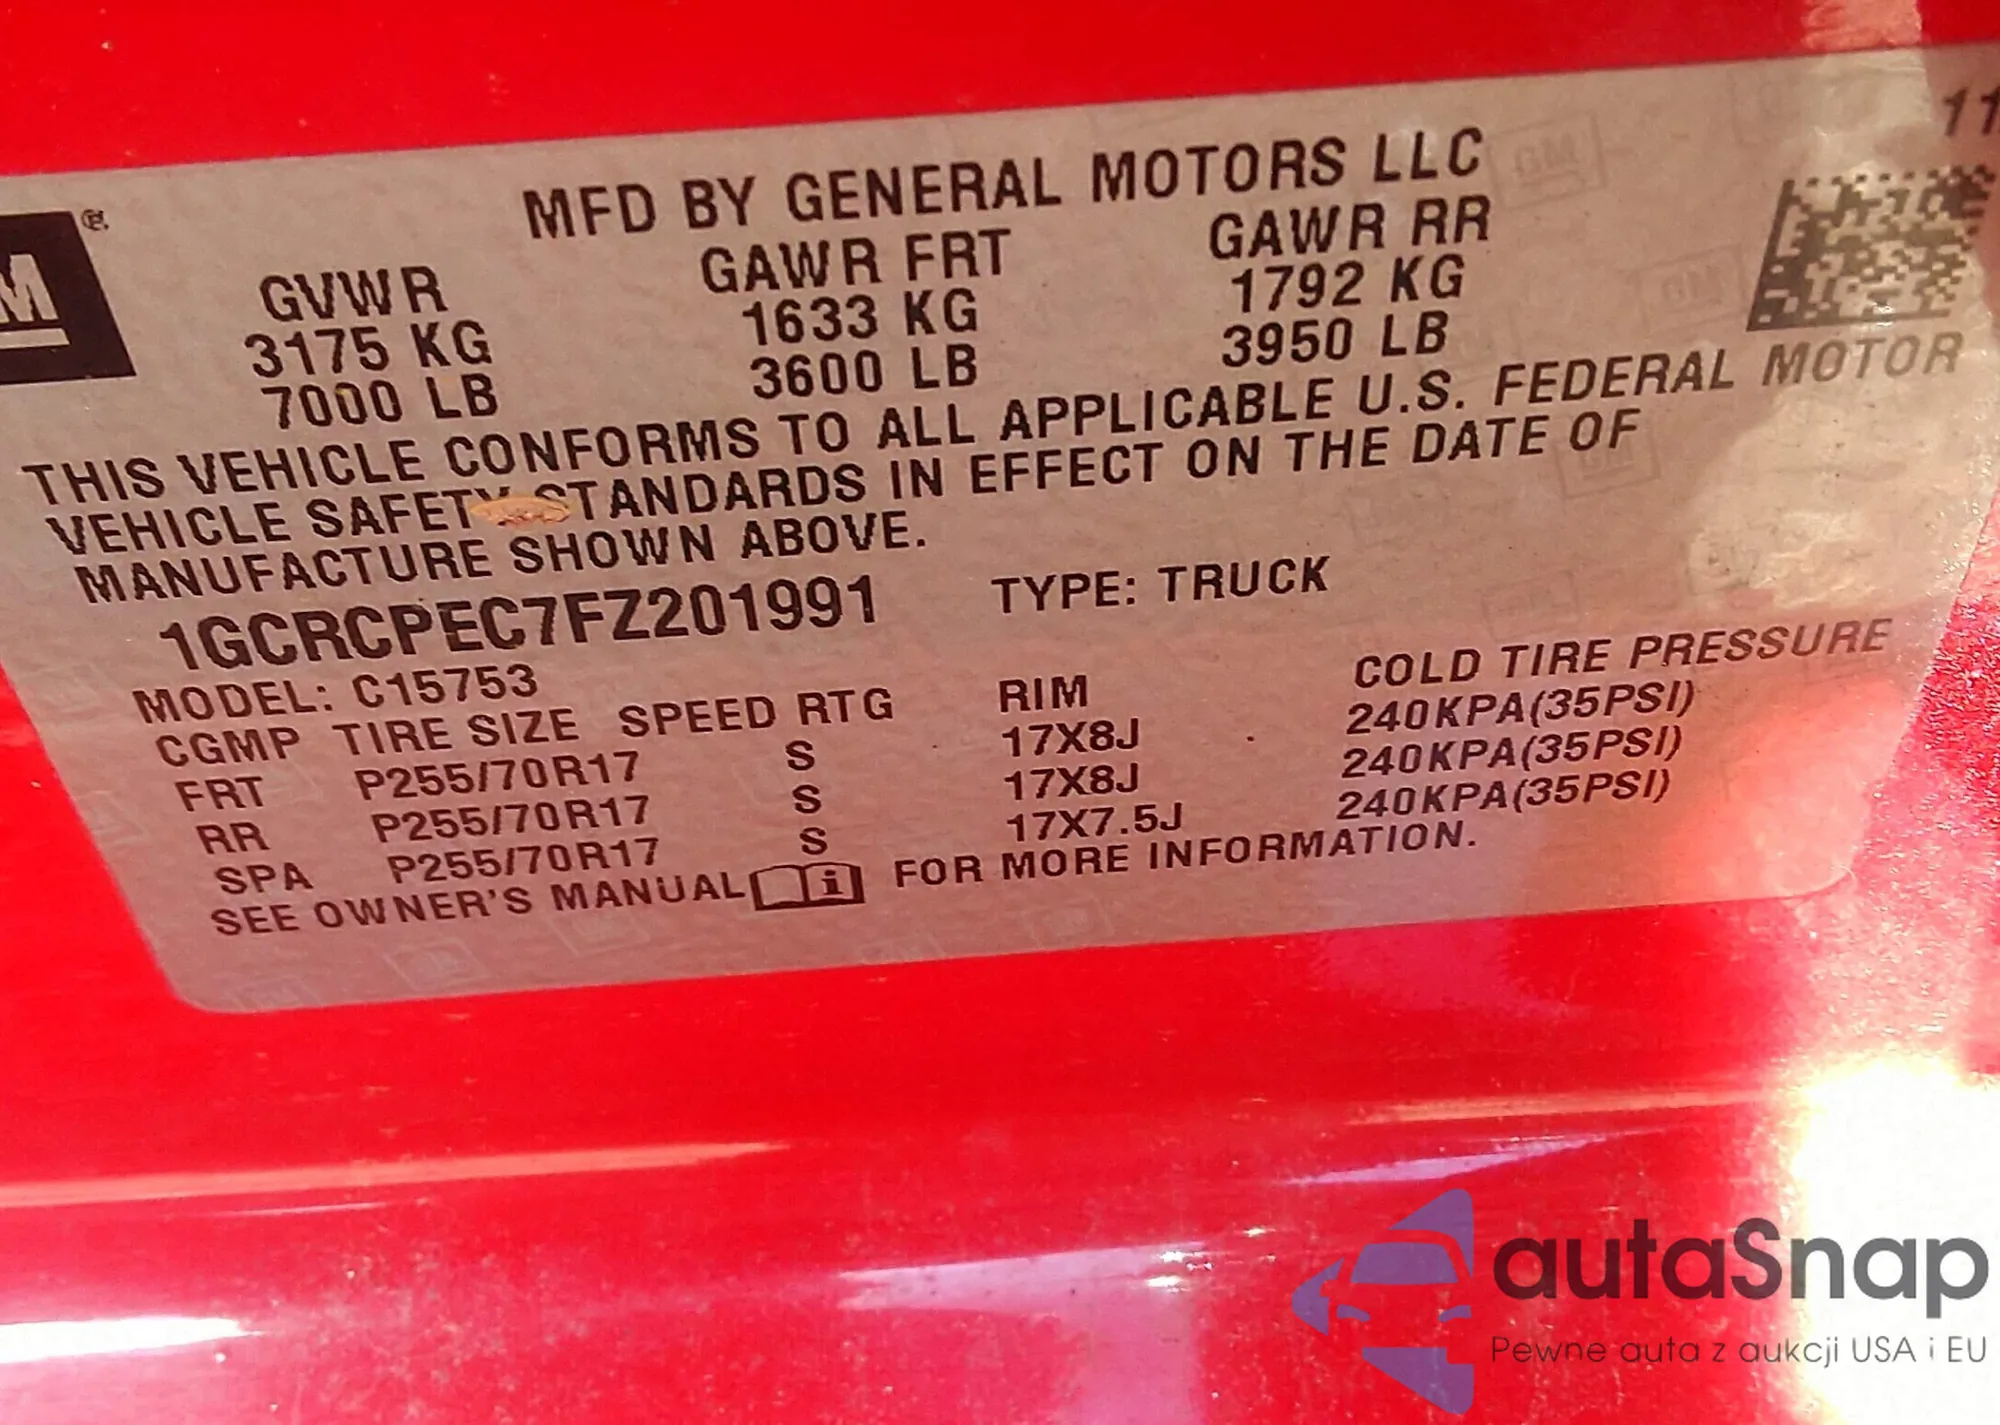 11
MFD BY GENERAL MOTORS LLC
GVWR GAWR FRT GAWR RR
3175 KG 1633 KG 1792 KG
7000 LB 3600 LB 3950 LB
THIS VEHICLE CONFORMS TO ALL APPLICABLE U.S. FEDERAL MOTOR
VEHICLE SAFETY STANDARDS IN EFFECT ON THE DATE OF
MANUFACTURE SHOWN ABOVE.
1GCRCPEC7FZ201991 TYPE: TRUCK
MODEL: C15753
CGMP TIRE SIZE SPEED RTG RIM COLD TIRE PRESSURE
FRT P255/70R17 S 17X8J 240KPA(35PSI)
RR P255/70R17 S 17X8J 240KPA(35PSI)
SPA P255/70R17 S 17X7.5J 240KPA(35PSI)
SEE OWNER'S MANUAL i FOR MORE INFORMATION.
autaSnap
Pewne auta z aukcji USA i EU